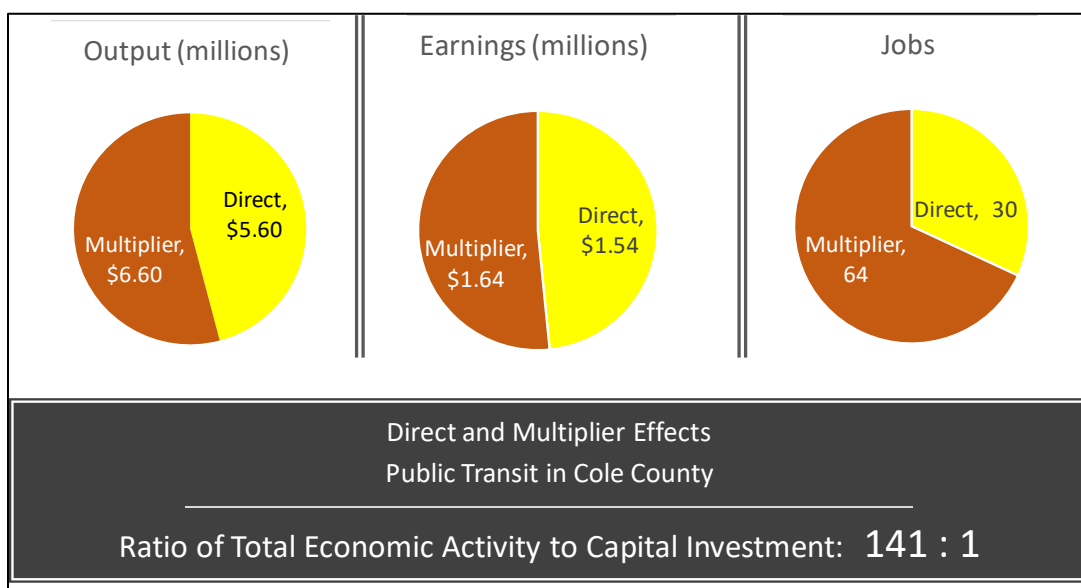 Output (millions)
Direct,
$5.60
Multiplier,
$6.60
Earnings (millions)
Direct,
$1.54
Multiplier,
$1.64
Jobs
Direct, 30
Multiplier,
64
Direct and Multiplier Effects
Public Transit in Cole County
Ratio of Total Economic Activity to Capital Investment: 141 : 1